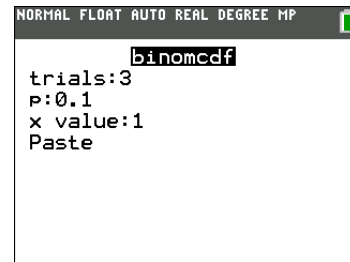 NORMAL FLOAT AUTO REAL DEGREE MP
binomcdf
trials:3
p:0.1
x value:1
Paste